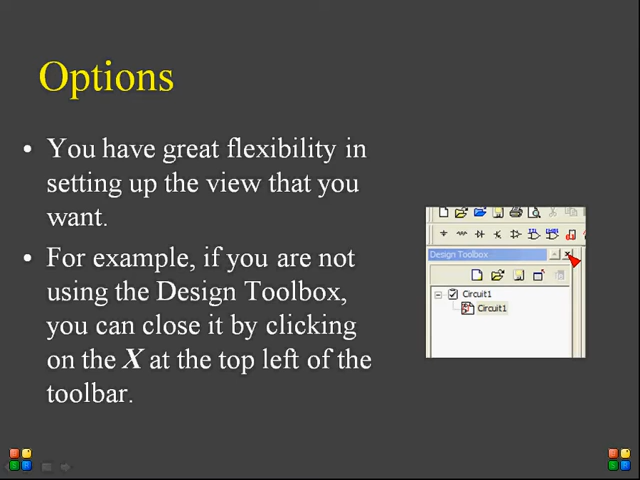 Options
• You have great flexibility in
setting up the view that you
want.
• For example, if you are not
using the Design Toolbox,
you can close it by clicking
on the X at the top left of the
toolbar.
Design Toolbox
Circuit1
Circuit1